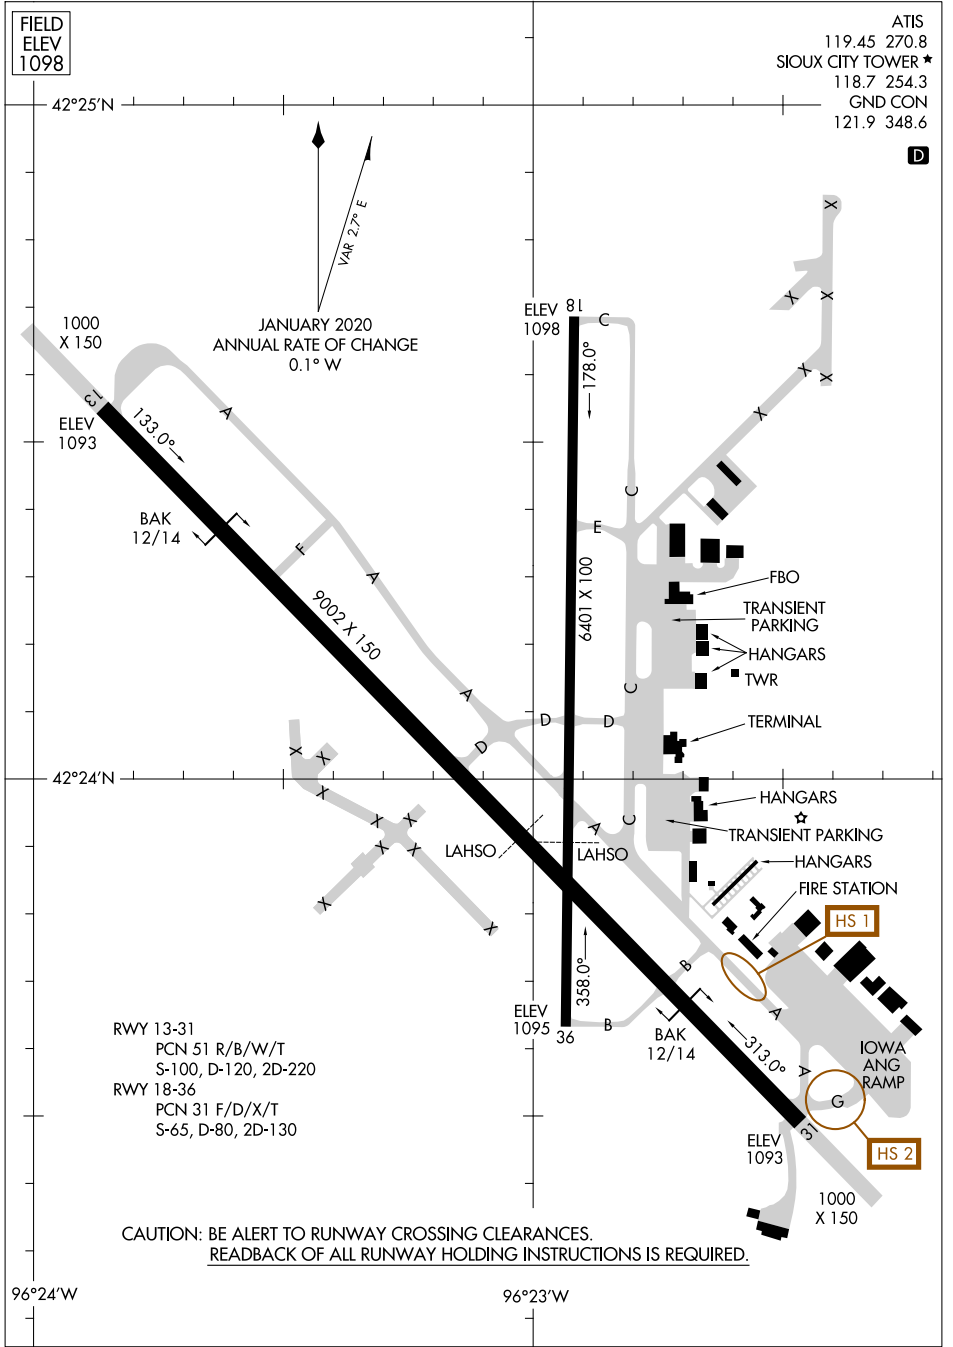 FIELD
ELEV
1098
ATIS
119.45 270.8
SIOUX CITY TOWER ★
118.7 254.3
GND CON
121.9 348.6
D
42°25'N
VAR 2.7° E
JANUARY 2020
ANNUAL RATE OF CHANGE
0.1° W
X
X
X
X
X
X
1000
X 150
ELEV
1098
18
C
178.0°
13
ELEV
1093
133.0°
A
BAK
12/14
F
A
9002 X 150
C
E
6401 X 100
FBO
TRANSIENT
PARKING
HANGARS
TWR
C
A
D
D
D
TERMINAL
42°24'N
X
X
X
X
X
X
X
X
X
HANGARS
TRANSIENT PARKING
C
A
LAHSO
LAHSO
HANGARS
FIRE STATION
HS 1
B
358.0°
ELEV
1095
36
B
BAK
12/14
A
313.0°
A
IOWA
ANG
RAMP
G
31
HS 2
ELEV
1093
1000
X 150
RWY 13-31
PCN 51 R/B/W/T
S-100, D-120, 2D-220
RWY 18-36
PCN 31 F/D/X/T
S-65, D-80, 2D-130
CAUTION: BE ALERT TO RUNWAY CROSSING CLEARANCES.
READBACK OF ALL RUNWAY HOLDING INSTRUCTIONS IS REQUIRED.
96°24'W
96°23'W